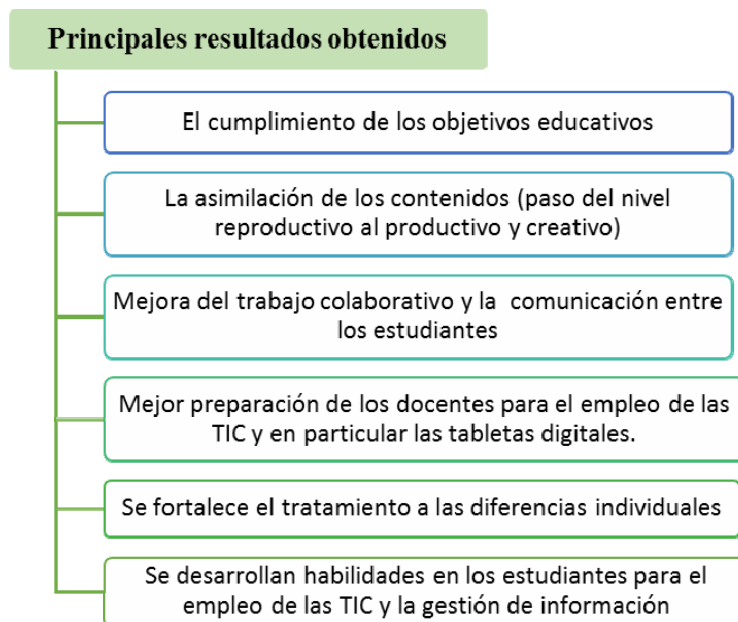 Principales resultados obtenidos
El cumplimiento de los objetivos educativos
La asimilación de los contenidos (paso del nivel
reproductivo al productivo y creativo)
Mejora del trabajo colaborativo y la comunicación entre
los estudiantes
Mejor preparación de los docentes para el empleo de las
TIC y en particular las tabletas digitales.
Se fortalece el tratamiento a las diferencias individuales
Se desarrollan habilidades en los estudiantes para el
empleo de las TIC y la gestión de información